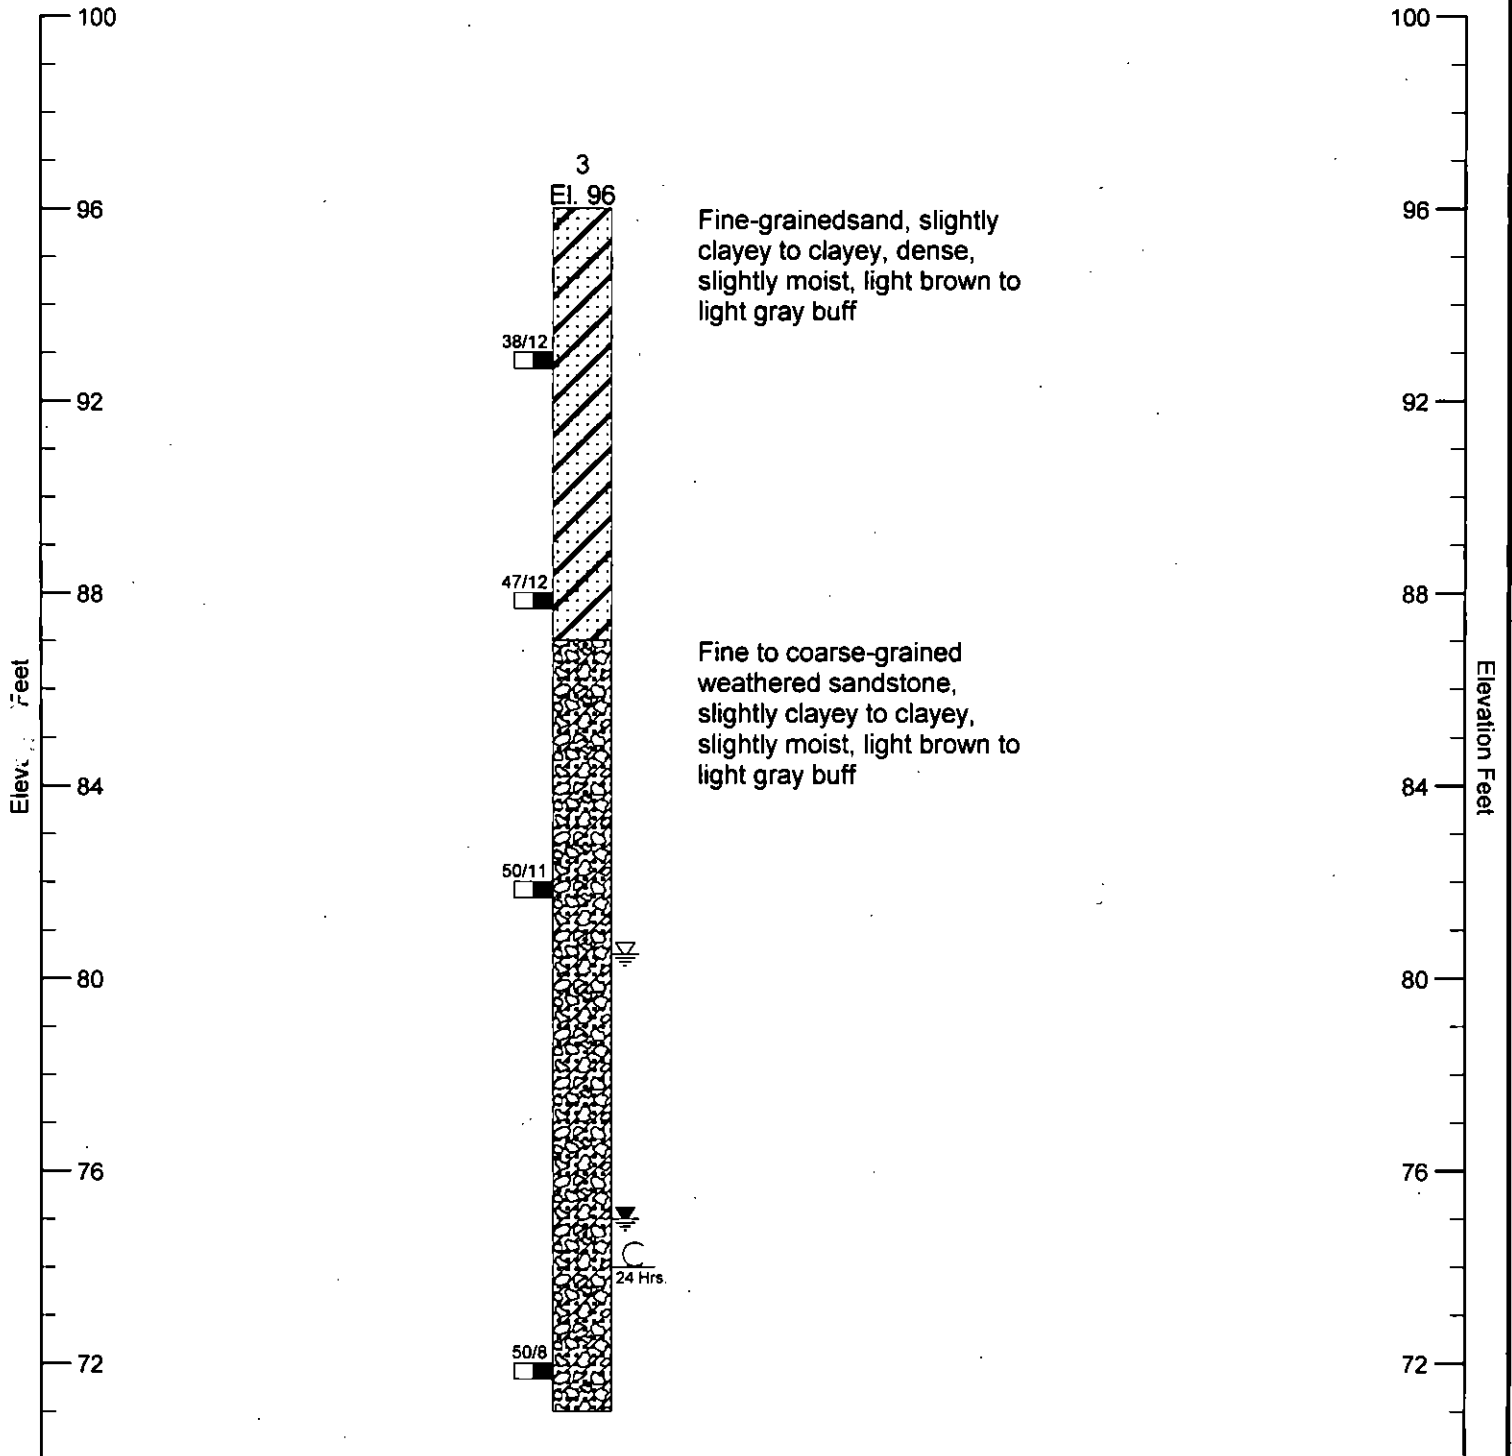 100
100
3
El. 96
96
96
Fine-grainedsand, slightly
clayey to clayey, dense,
slightly moist, light brown to
light gray buff
38/12
92
92
47/12
88
88
Fine to coarse-grained
weathered sandstone,
slightly clayey to clayey,
slightly moist, light brown to
light gray buff
Feet
Elevation Feet
84
84
50/11
80
80
76
76
C
24 Hrs.
50/8
72
72